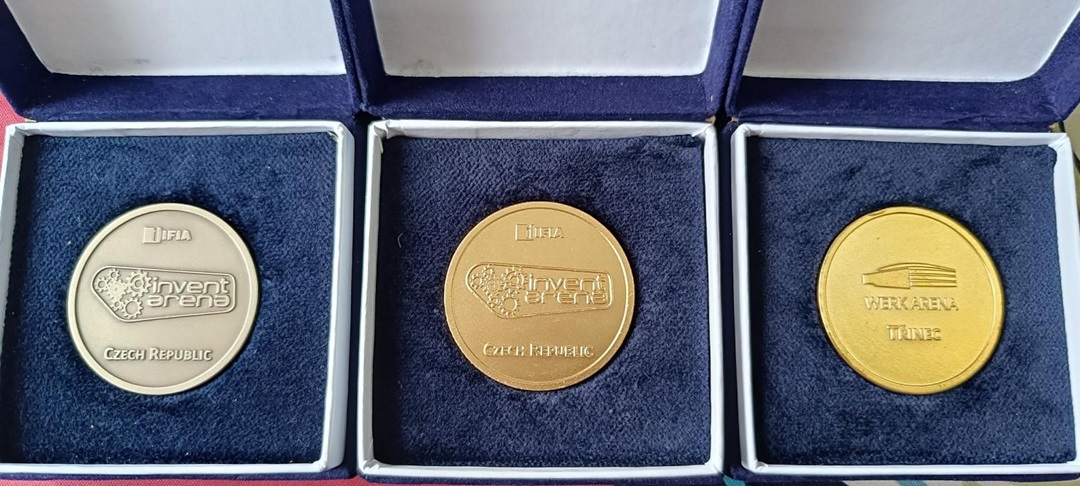 IFIA
invent
arena
CZECH REPUBLIC
IFIA
invent
arena
CZECH REPUBLIC
WERK ARENA
TŘINEC